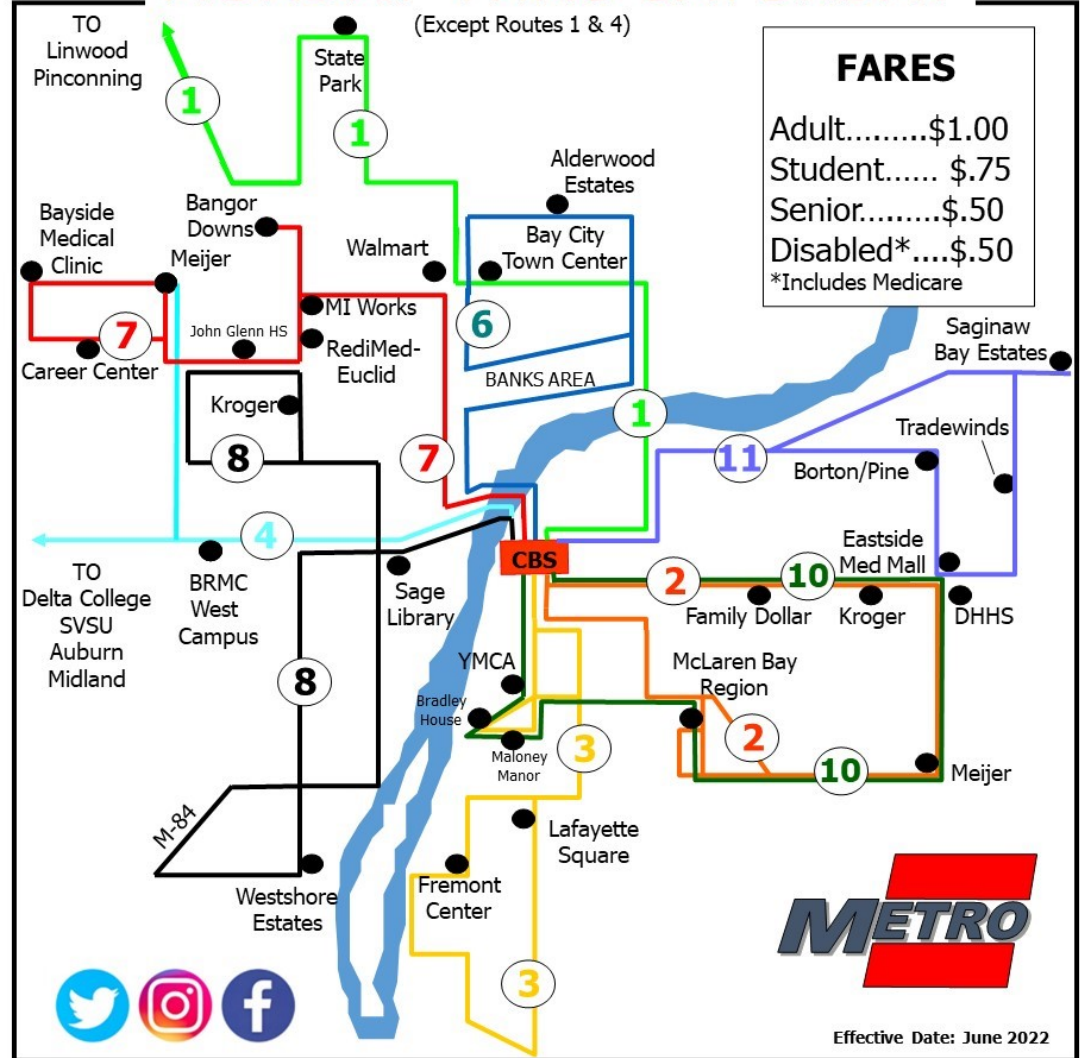 (Except Routes 1 & 4)
TO
Linwood
Pinconning
1
State
Park
1
FARES
Adult.........$1.00
Student...... $.75
Senior.........$.50
Disabled*....$.50
*Includes Medicare
Alderwood
Estates
Bayside
Medical
Clinic
Bangor
Downs
Meijer
Walmart
Bay City
Town Center
MI Works
6
7
John Glenn HS
RediMed-
Euclid
Career Center
BANKS AREA
Saginaw
Bay Estates
Kroger
1
Tradewinds
8
7
11
Borton/Pine
4
CBS
Eastside
Med Mall
TO
Delta College
SVSU
Auburn
Midland
BRMC
West
Campus
Sage
Library
2
10
Family Dollar
Kroger
DHHS
8
YMCA
McLaren Bay
Region
Bradley
House
Maloney
Manor
3
2
10
Meijer
M-84
Lafayette
Square
Westshore
Estates
Fremont
Center
METRO
3
Effective Date: June 2022